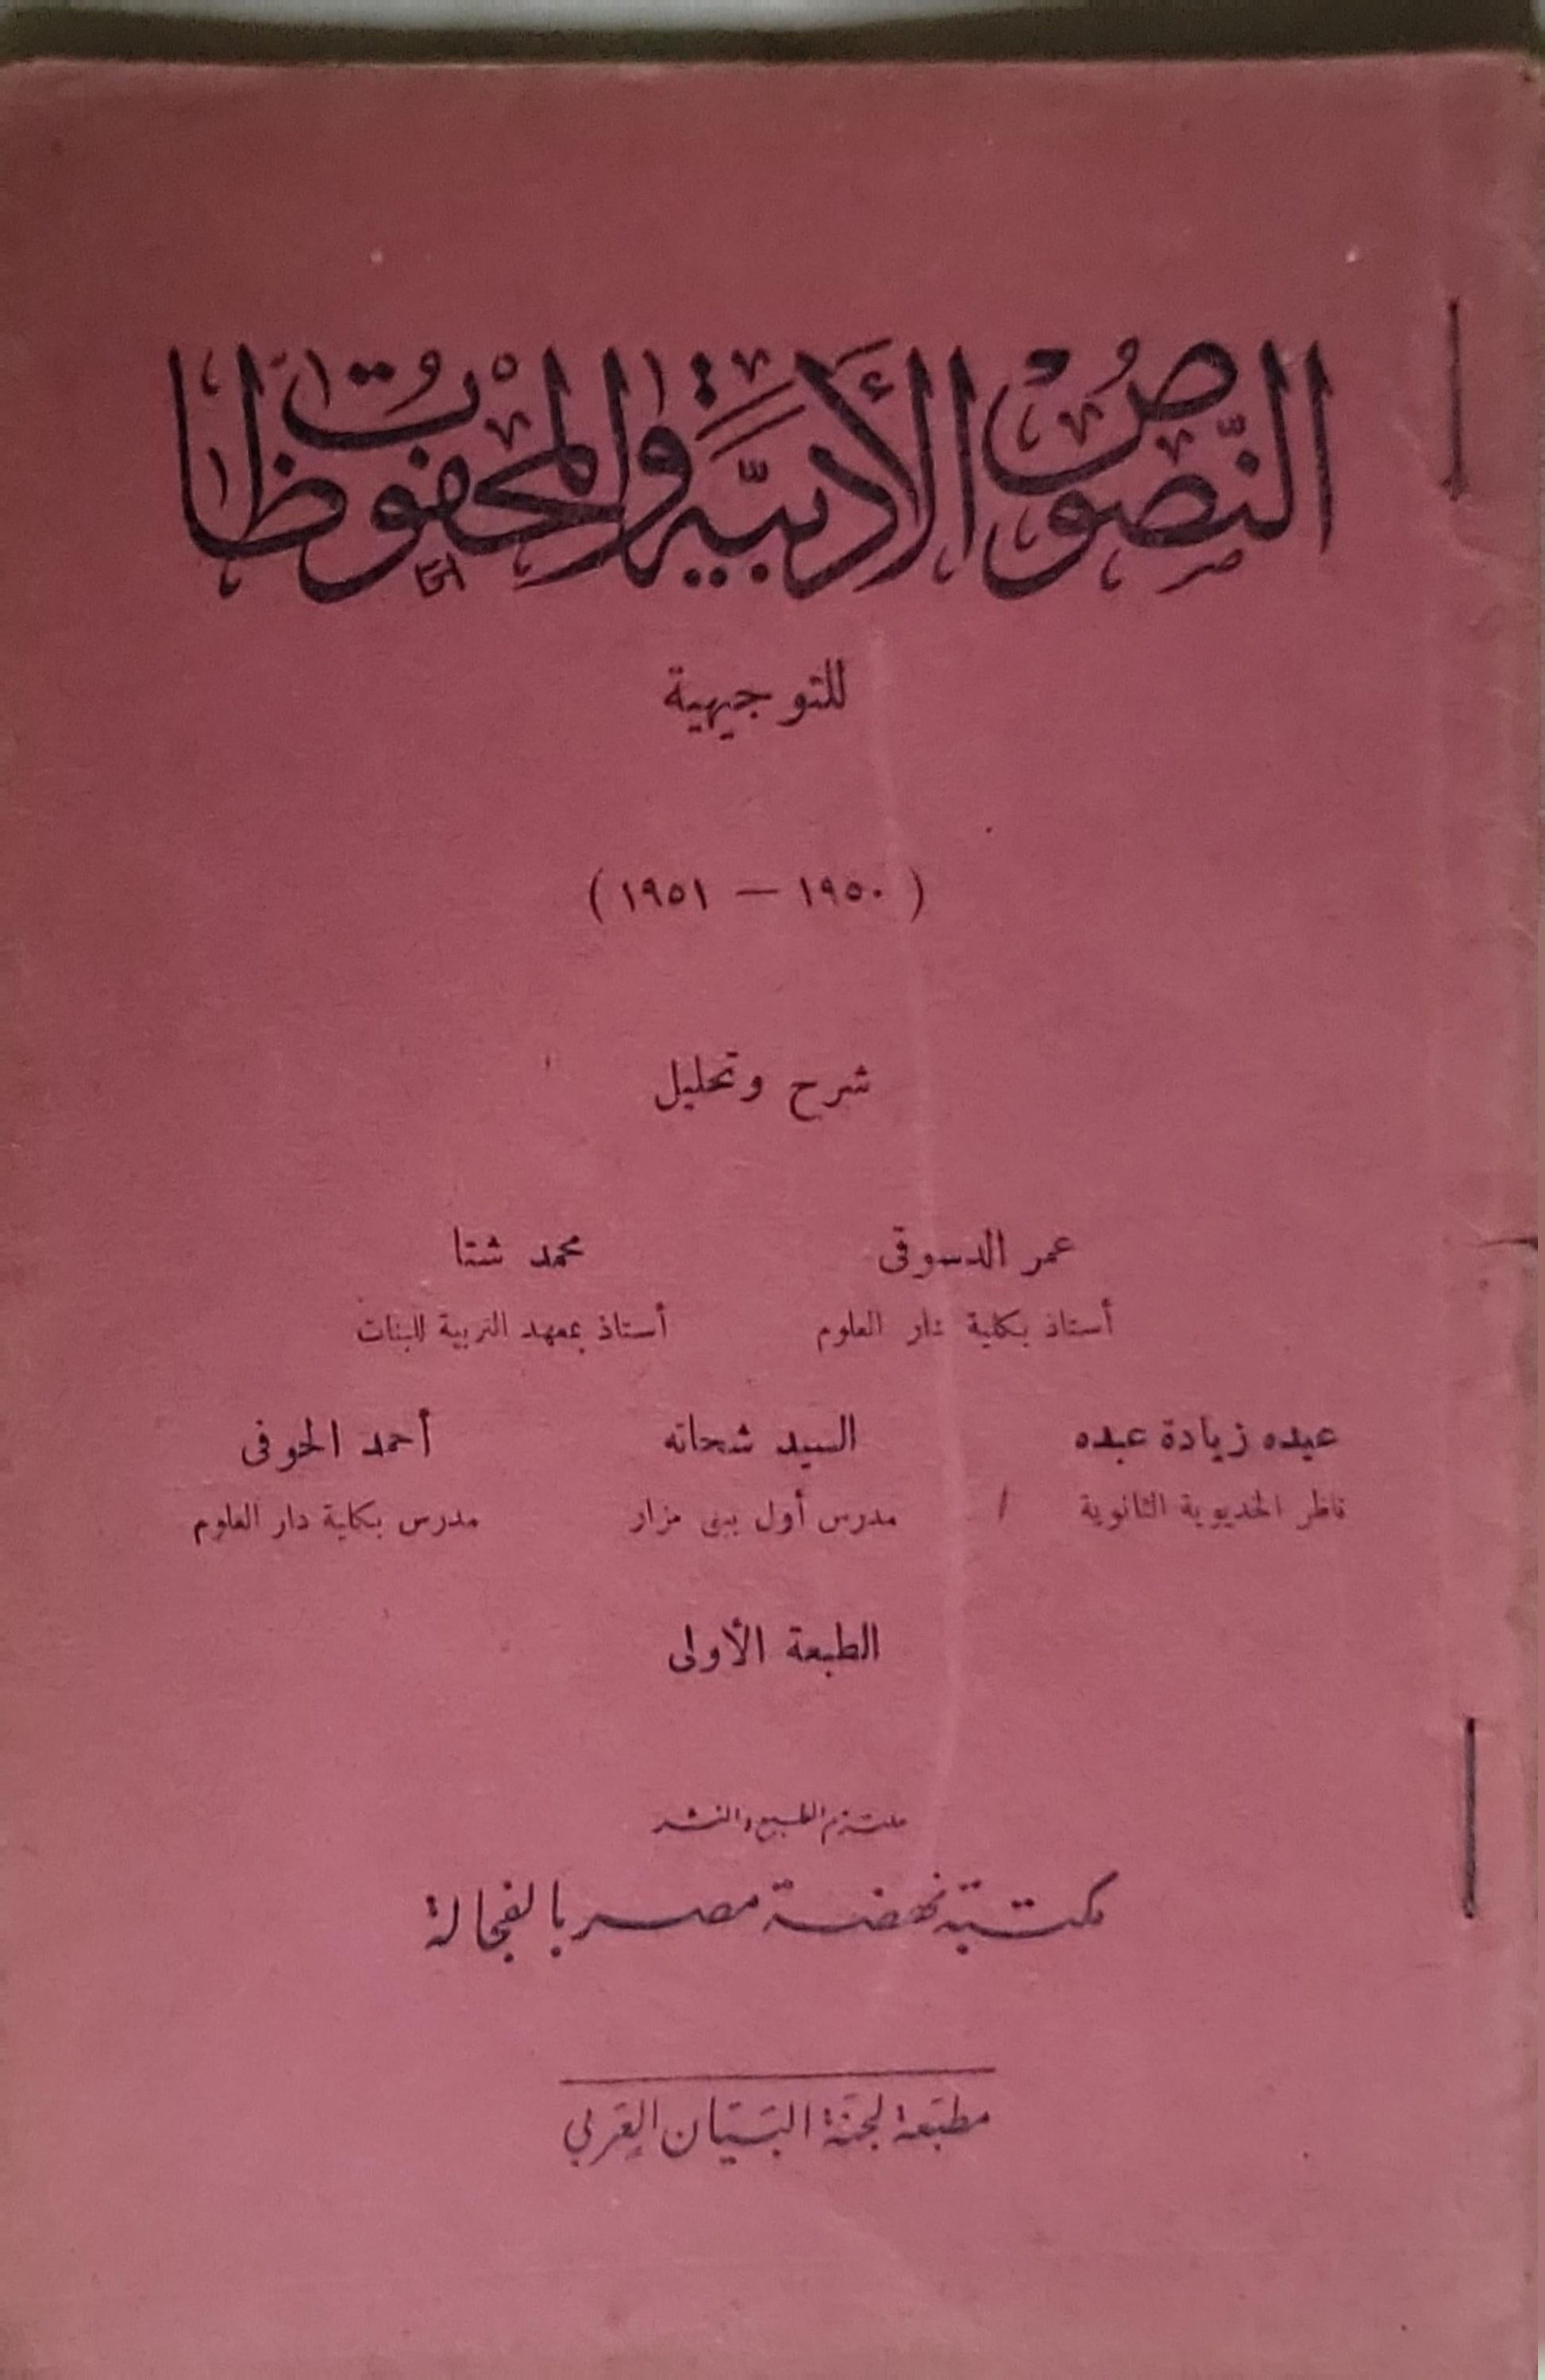 النصوص الأدبية والمحفوظات
للتوجيهية
( ١٩٥٠ — ١٩٥١ )
شرح وتحليل
عمر الدسوقى محمد شتا
أستاذ بكلية دار العلوم أستاذ بمعهد التربية للبنات
عبده زيادة عبده السيد شحاته أحمد الحوفى
ناظر الخديوية الثانوية مدرس أول ببنى مزار مدرس بكلية دار العلوم
الطبعة الأولى
ملتزم الطبع والنشر
مكتبة نهضة مصر بالفجالة
مطبعة لجنة البيان العربي